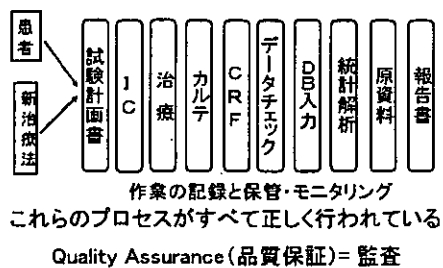 患者
新治療法
試験計画書
IC
治療
カルテ
CRF
データチェック
DB入力
統計解析
原資料
報告書
作業の記録と保管・モニタリング
これらのプロセスがすべて正しく行われている
Quality Assurance(品質保証)= 監査